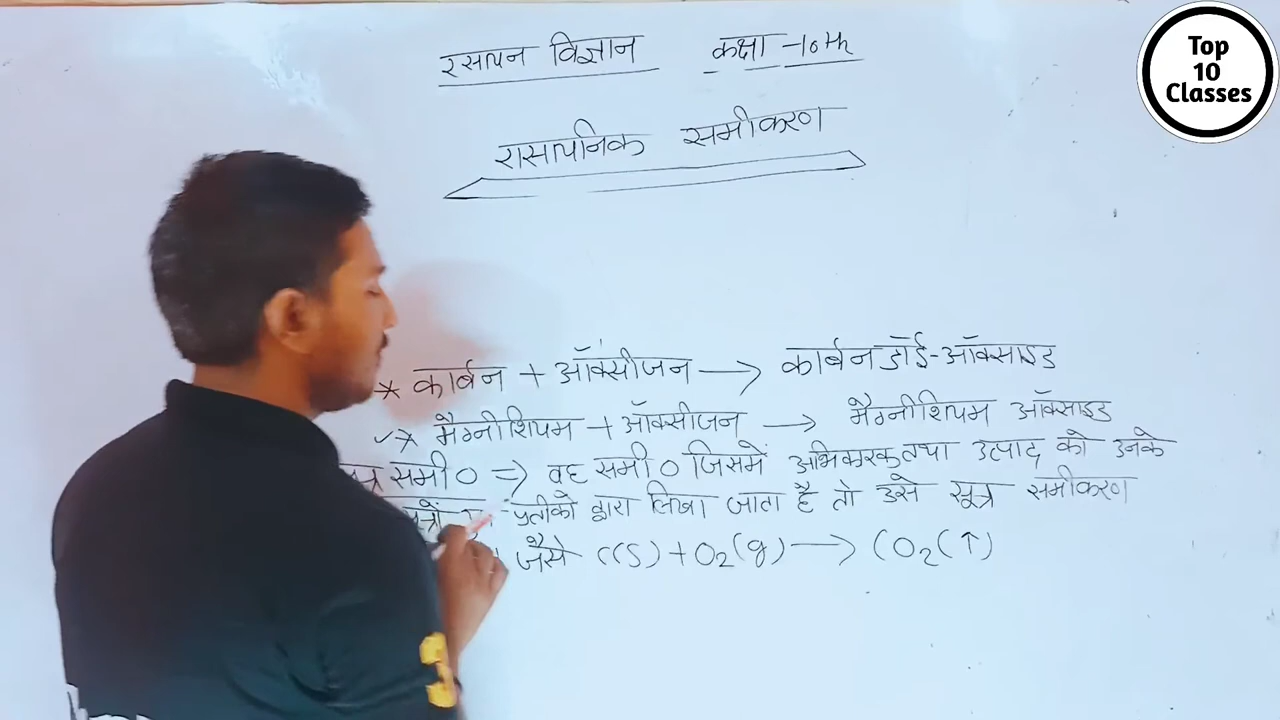 रसायन विज्ञान कक्षा - 10th
Top
10
Classes
रासायनिक समीकरण
* कार्बन + ऑक्सीजन → कार्बन डॉई-ऑक्साइड
✓* मैग्नीशियम + ऑक्सीजन → मैग्नीशियम ऑक्साइड
समी० ⇒ वह समी० जिसमें अभिकारक तथा उत्पाद को उनके
प्रतीको द्वारा लिखा जाता है तो उसे सूत्र समीकरण
जैसे C(S) + O₂(g) → CO₂(↑)